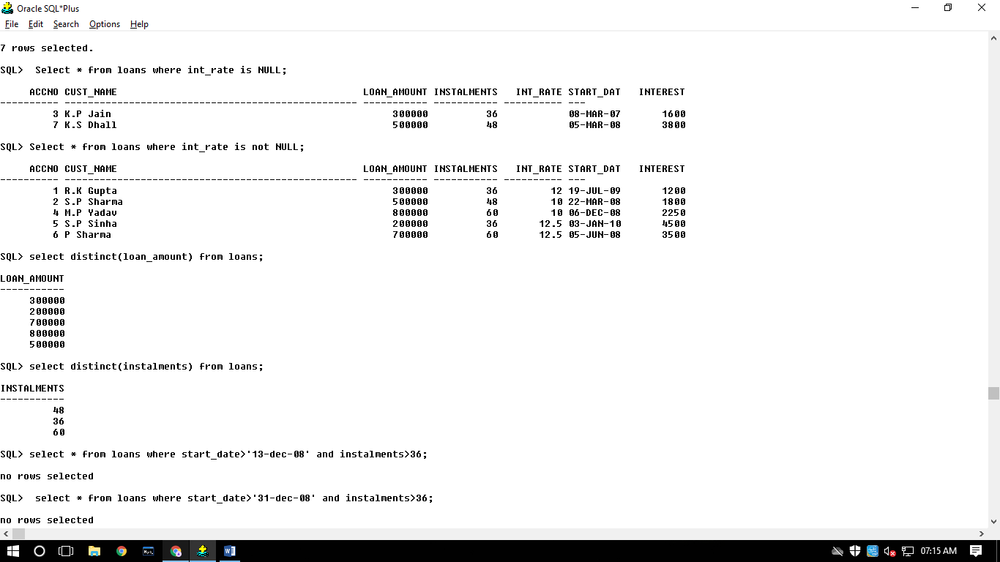 Oracle SQL*Plus
File Edit Search Options Help
7 rows selected.
SQL>  Select * from loans where int_rate is NULL;
     ACCNO CUST_NAME                                          LOAN_AMOUNT INSTALMENTS   INT_RATE START_DAT   INTEREST
---------- -------------------------------------------------- ----------- ----------- ---------- ---
         3 K.P Jain                                                300000          36            08-MAR-07       1600
         7 K.S Dhall                                               500000          48            05-MAR-08       3800
SQL> Select * from loans where int_rate is not NULL;
     ACCNO CUST_NAME                                          LOAN_AMOUNT INSTALMENTS   INT_RATE START_DAT   INTEREST
---------- -------------------------------------------------- ----------- ----------- ---------- ---
         1 R.K Gupta                                               300000          36         12 19-JUL-09       1200
         2 S.P Sharma                                              500000          48         10 22-MAR-08       1800
         4 M.P Yadav                                               800000          60         10 06-DEC-08       2250
         5 S.P Sinha                                               200000          36       12.5 03-JAN-10       4500
         6 P Sharma                                                700000          60       12.5 05-JUN-08       3500
SQL> select distinct(loan_amount) from loans;
LOAN_AMOUNT
-----------
     300000
     200000
     700000
     800000
     500000
SQL> select distinct(instalments) from loans;
INSTALMENTS
-----------
         48
         36
         60
SQL> select * from loans where start_date>'13-dec-08' and instalments>36;
no rows selected
SQL>  select * from loans where start_date>'31-dec-08' and instalments>36;
no rows selected
07:15 AM